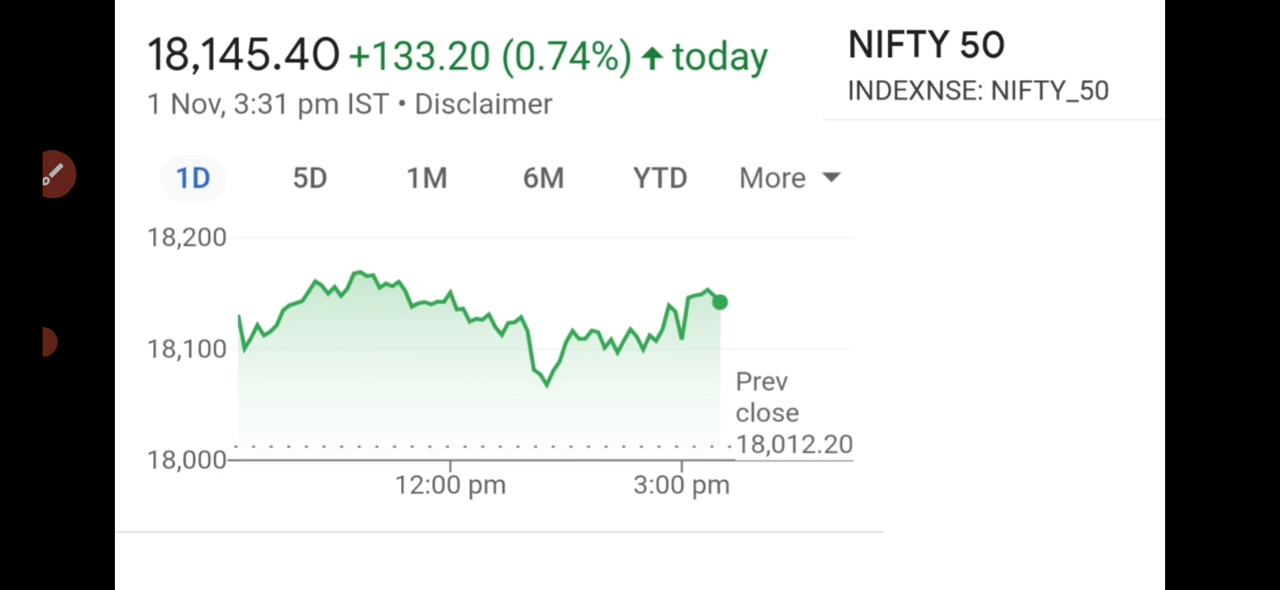 18,145.40 +133.20 (0.74%) ↑ today
1 Nov, 3:31 pm IST • Disclaimer
NIFTY 50
INDEXNSE: NIFTY_50
1D 5D 1M 6M YTD More
18,200
18,100
18,000
Prev
close
18,012.20
12:00 pm 3:00 pm